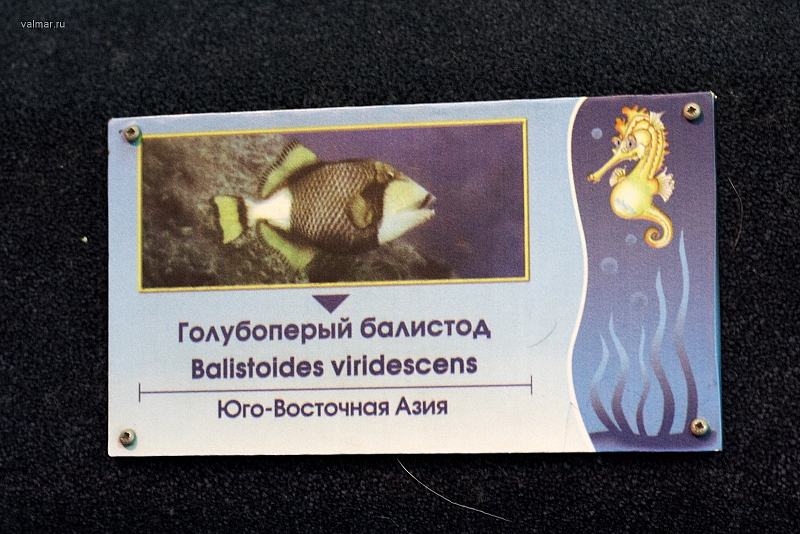 valmar.ru
Голубоперый балистод
Balistoides viridescens
Юго-Восточная Азия